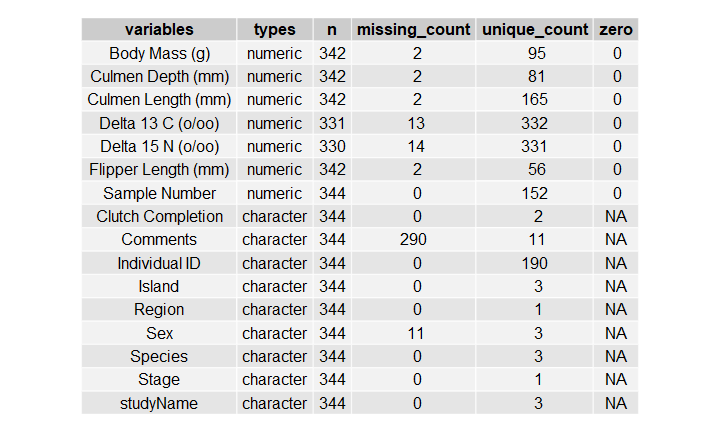 variables types n missing_count unique_count zero
Body Mass (g) numeric 342 2 95 0
Culmen Depth (mm) numeric 342 2 81 0
Culmen Length (mm) numeric 342 2 165 0
Delta 13 C (o/oo) numeric 331 13 332 0
Delta 15 N (o/oo) numeric 330 14 331 0
Flipper Length (mm) numeric 342 2 56 0
Sample Number numeric 344 0 152 0
Clutch Completion character 344 0 2 NA
Comments character 344 290 11 NA
Individual ID character 344 0 190 NA
Island character 344 0 3 NA
Region character 344 0 1 NA
Sex character 344 11 3 NA
Species character 344 0 3 NA
Stage character 344 0 1 NA
studyName character 344 0 3 NA